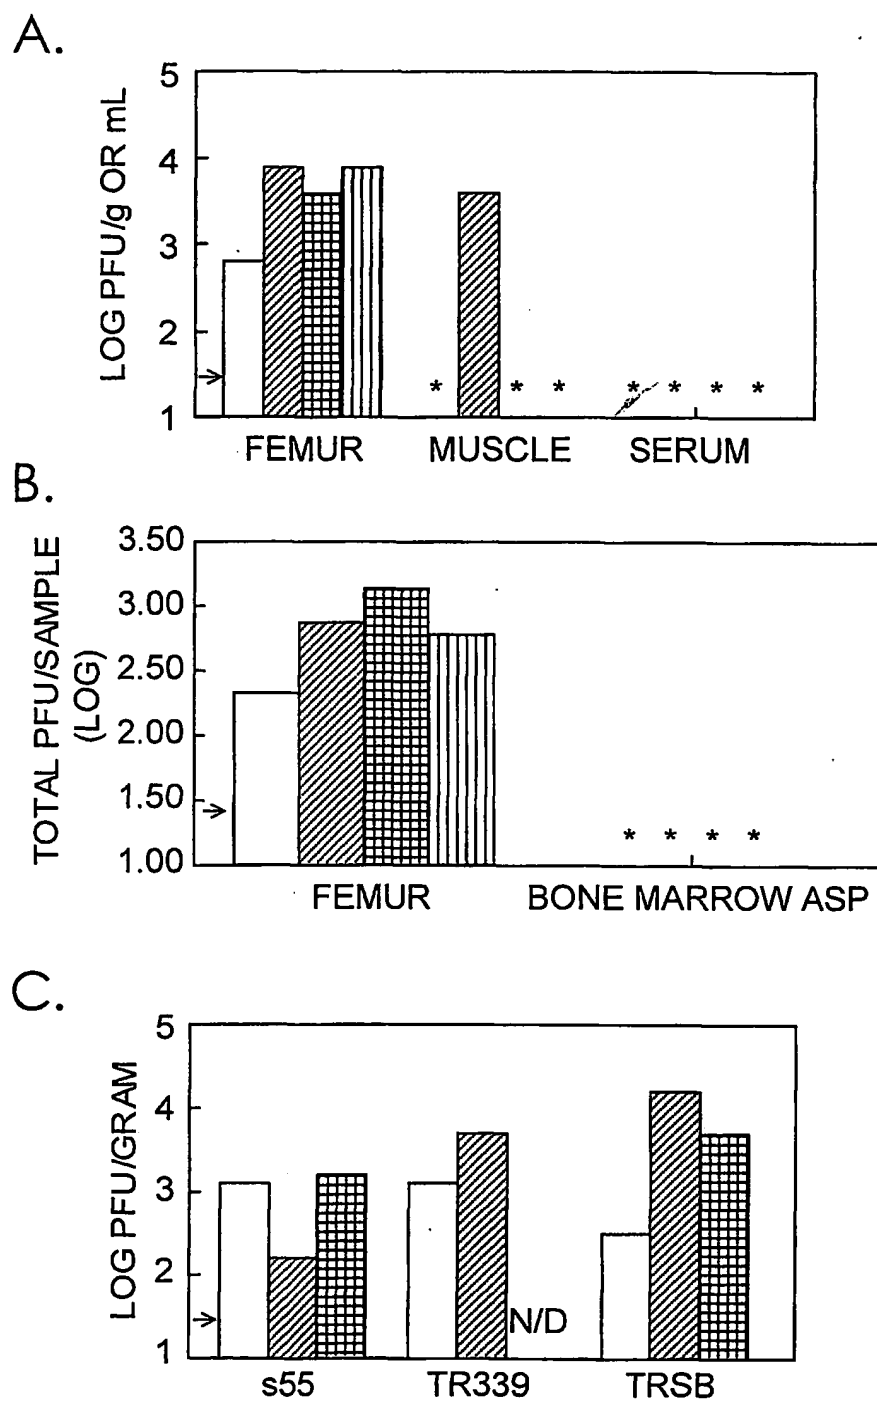 A.
LOG PFU/g OR mL
5
4
3
2
1
* * * * * * *
FEMUR MUSCLE SERUM
B.
TOTAL PFU/SAMPLE
(LOG)
3.50
3.00
2.50
2.00
1.50
1.00
* * * *
FEMUR BONE MARROW ASP
C.
LOG PFU/GRAM
5
4
3
2
1
N/D
s55 TR339 TRSB